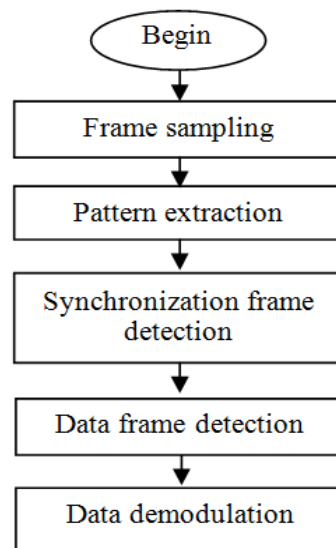 Begin
Frame sampling
Pattern extraction
Synchronization frame
detection
Data frame detection
Data demodulation